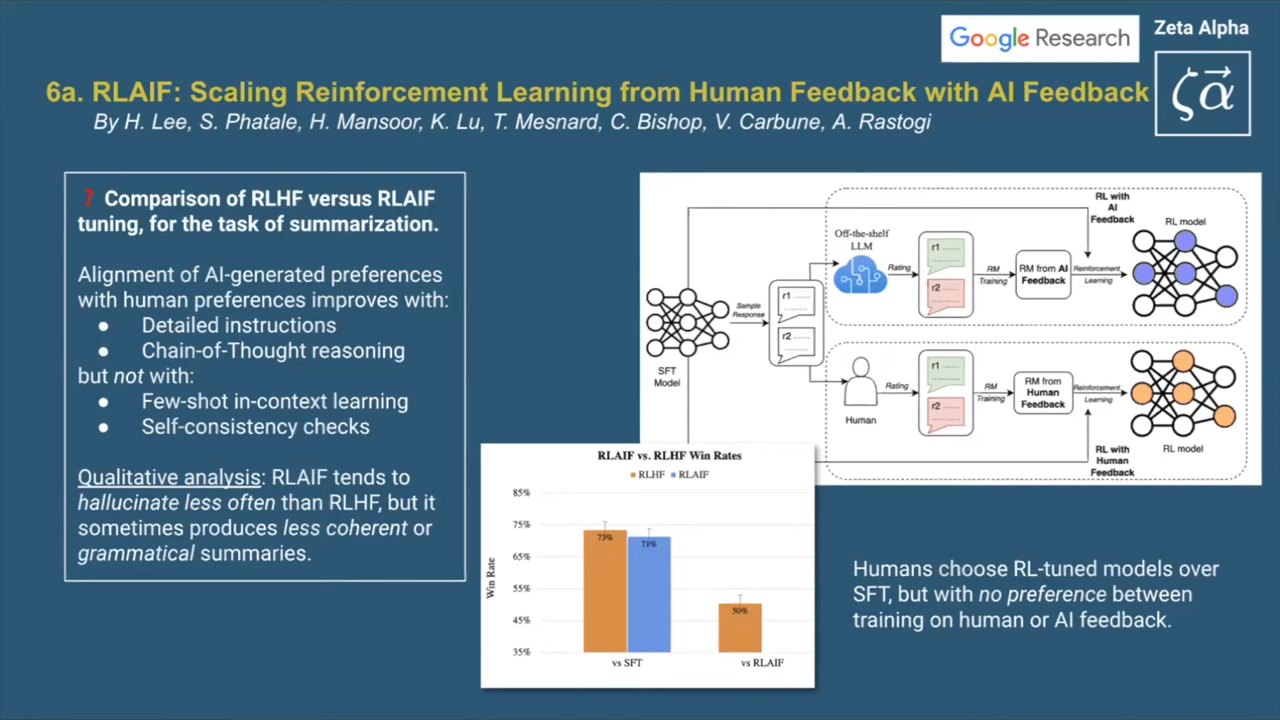 Google Research
Zeta Alpha
6a. RLAIF: Scaling Reinforcement Learning from Human Feedback with AI Feedback
By H. Lee, S. Phatale, H. Mansoor, K. Lu, T. Mesnard, C. Bishop, V. Carbune, A. Rastogi
ζα
❓ Comparison of RLHF versus RLAIF
tuning, for the task of summarization.
Alignment of AI-generated preferences
with human preferences improves with:
● Detailed instructions
● Chain-of-Thought reasoning
but not with:
● Few-shot in-context learning
● Self-consistency checks
Qualitative analysis: RLAIF tends to
hallucinate less often than RLHF, but it
sometimes produces less coherent or
grammatical summaries.
SFT
Model
Sample
Response
r1 ......
r2 ......
Off-the-shelf
LLM
Rating
r1 ......
r2 ......
RM
Training
RM from AI
Feedback
RL with
AI
Feedback
Reinforcement
Learning
RL model
Human
Rating
r1 ......
r2 ......
RM
Training
RM from
Human
Feedback
Reinforcement
Learning
RL with
Human
Feedback
RL model
RLAIF vs. RLHF Win Rates
RLHF RLAIF
Win Rate
85%
75%
65%
55%
45%
35%
73%
71%
50%
vs SFT
vs RLAIF
Humans choose RL-tuned models over
SFT, but with no preference between
training on human or AI feedback.